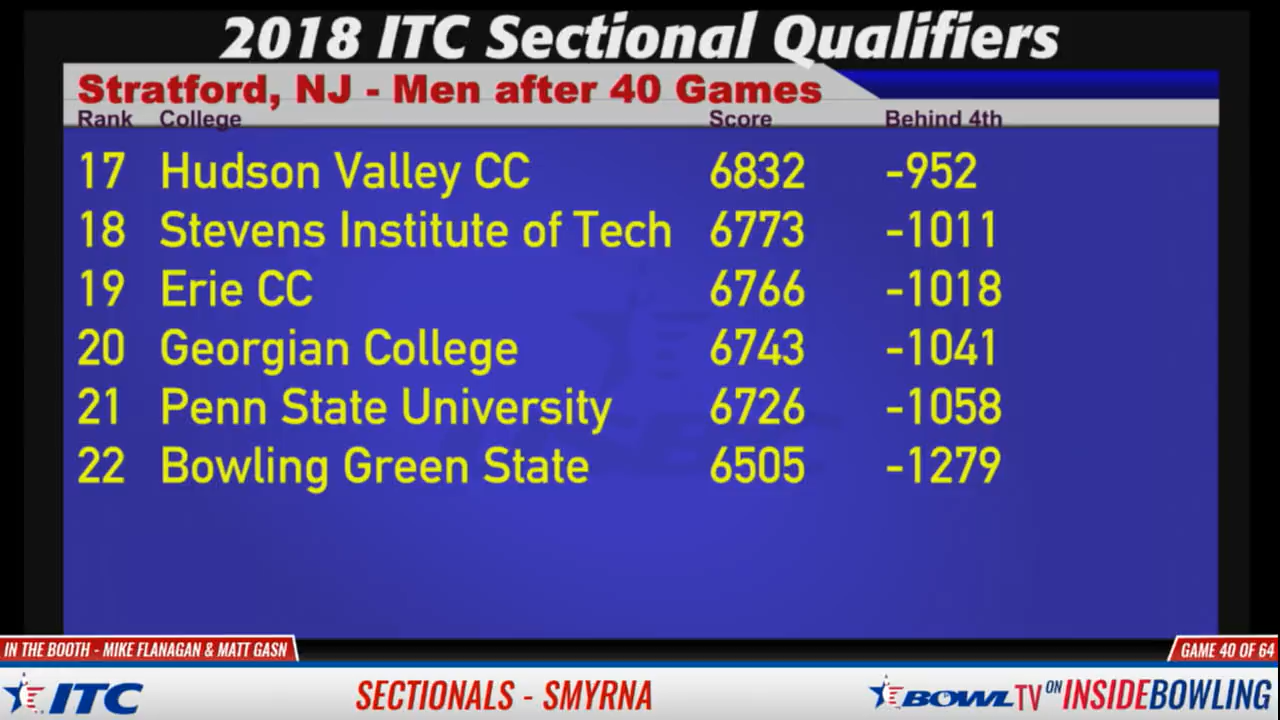 2018 ITC Sectional Qualifiers
Stratford, NJ - Men after 40 Games
Rank College Score Behind 4th
17 Hudson Valley CC 6832 -952
18 Stevens Institute of Tech 6773 -1011
19 Erie CC 6766 -1018
20 Georgian College 6743 -1041
21 Penn State University 6726 -1058
22 Bowling Green State 6505 -1279
IN THE BOOTH - MIKE FLANAGAN & MATT GASN
GAME 40 OF 64
ITC SECTIONALS - SMYRNA BOWLTV ON INSIDEBOWLING